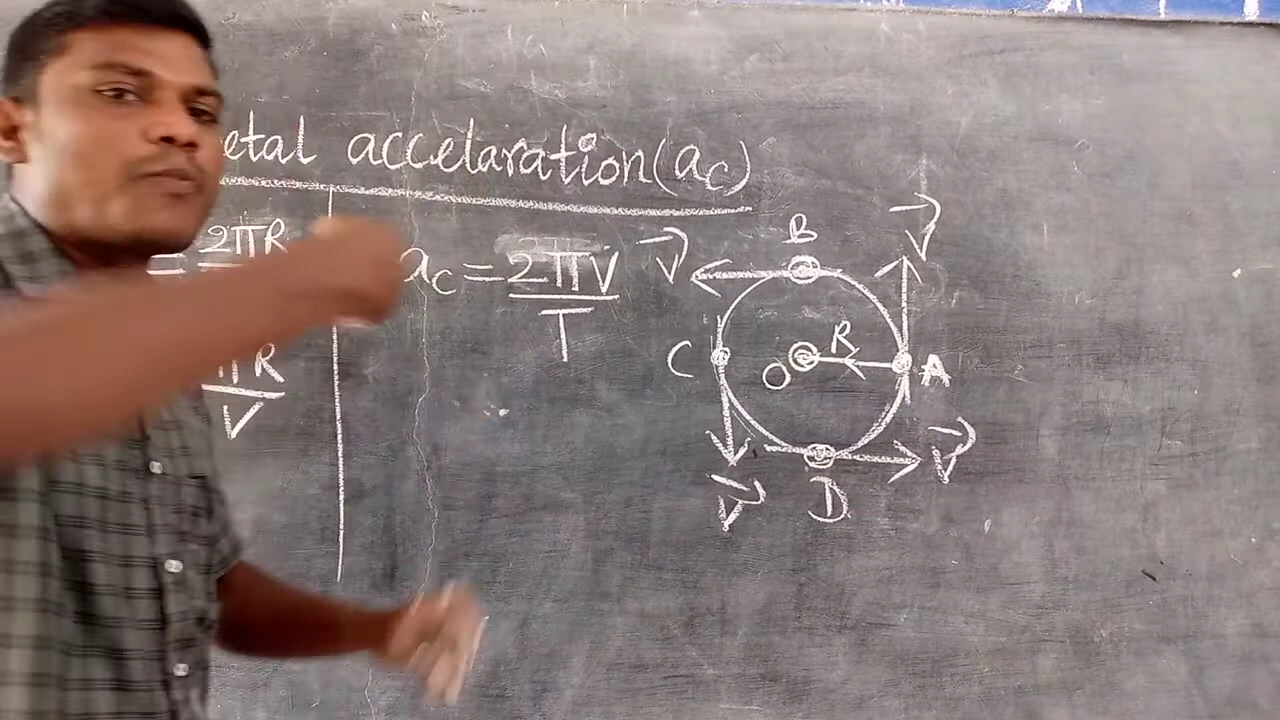 etal accelaration(ac)
= 2πR
πR / V
ac = 2πv / T
V⃗
B
V⃗
C
O
R
A
V⃗
D
V⃗